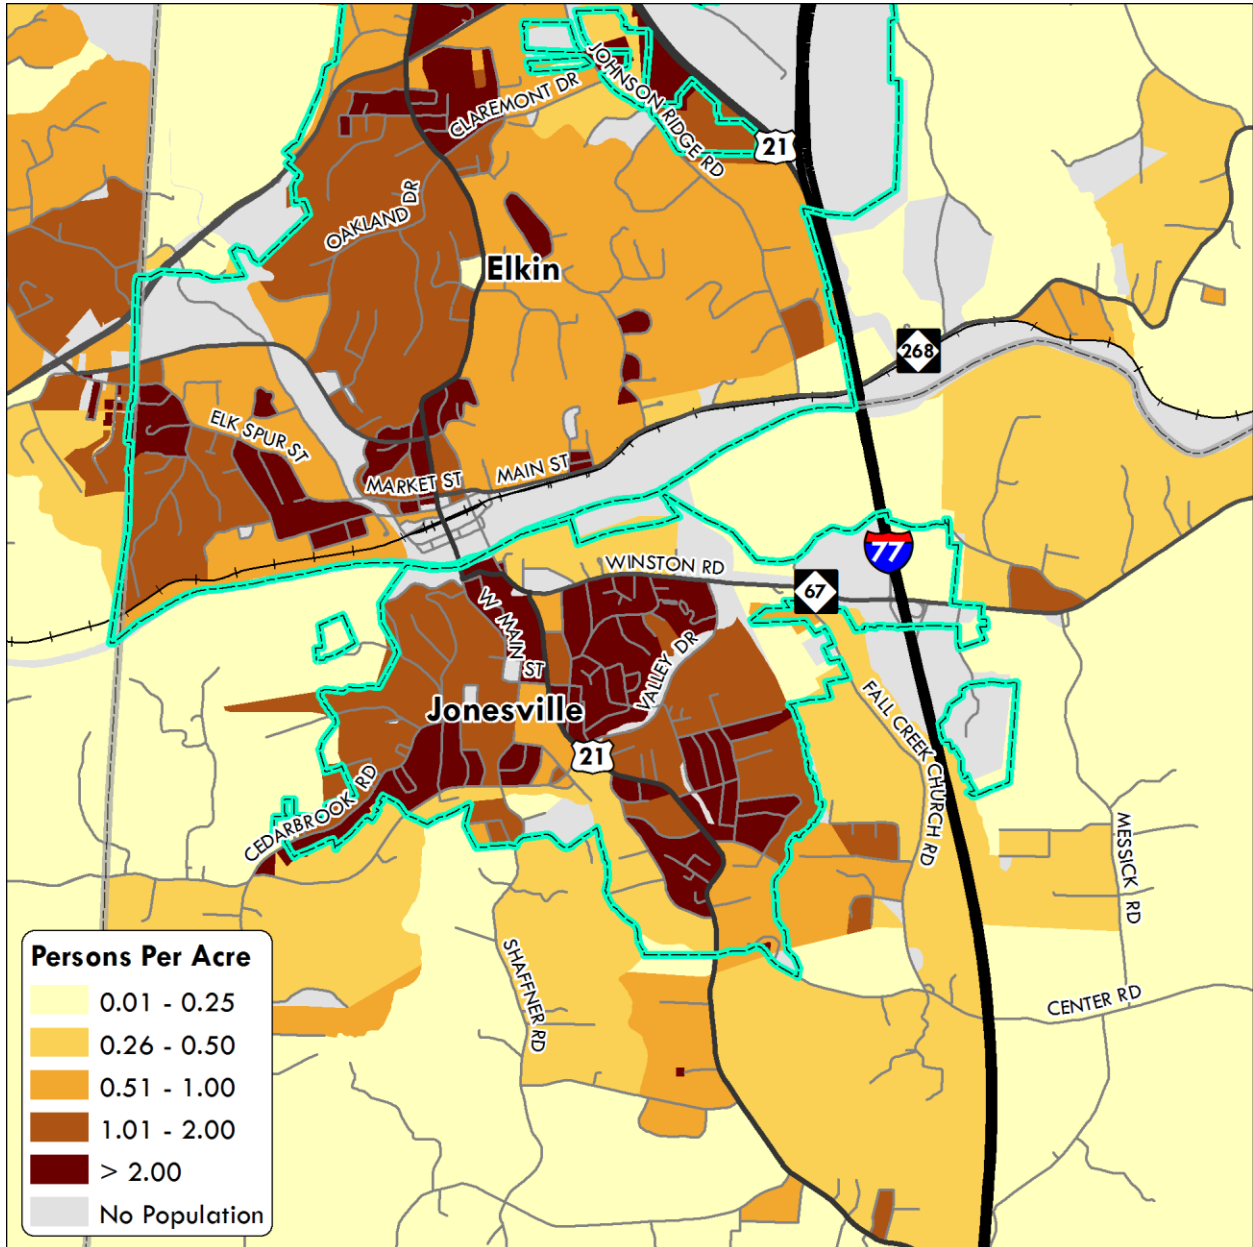 CLAREMONT DR
JOHNSON RIDGE RD
21
OAKLAND DR
Elkin
268
ELK SPUR ST
MARKET ST
MAIN ST
WINSTON RD
77
67
W MAIN ST
VALLEY DR
Jonesville
21
FALL CREEK CHURCH RD
CEDARBROOK RD
MESSICK RD
SHAFFNER RD
CENTER RD
Persons Per Acre
0.01 - 0.25
0.26 - 0.50
0.51 - 1.00
1.01 - 2.00
> 2.00
No Population